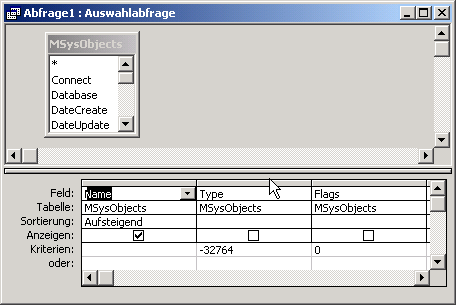 Abfrage1 : Auswahlabfrage
MSysObjects
*
Connect
Database
DateCreate
DateUpdate
Feld: Name Type Flags
Tabelle: MSysObjects MSysObjects MSysObjects
Sortierung: Aufsteigend
Anzeigen:
Kriterien: -32764 0
oder: